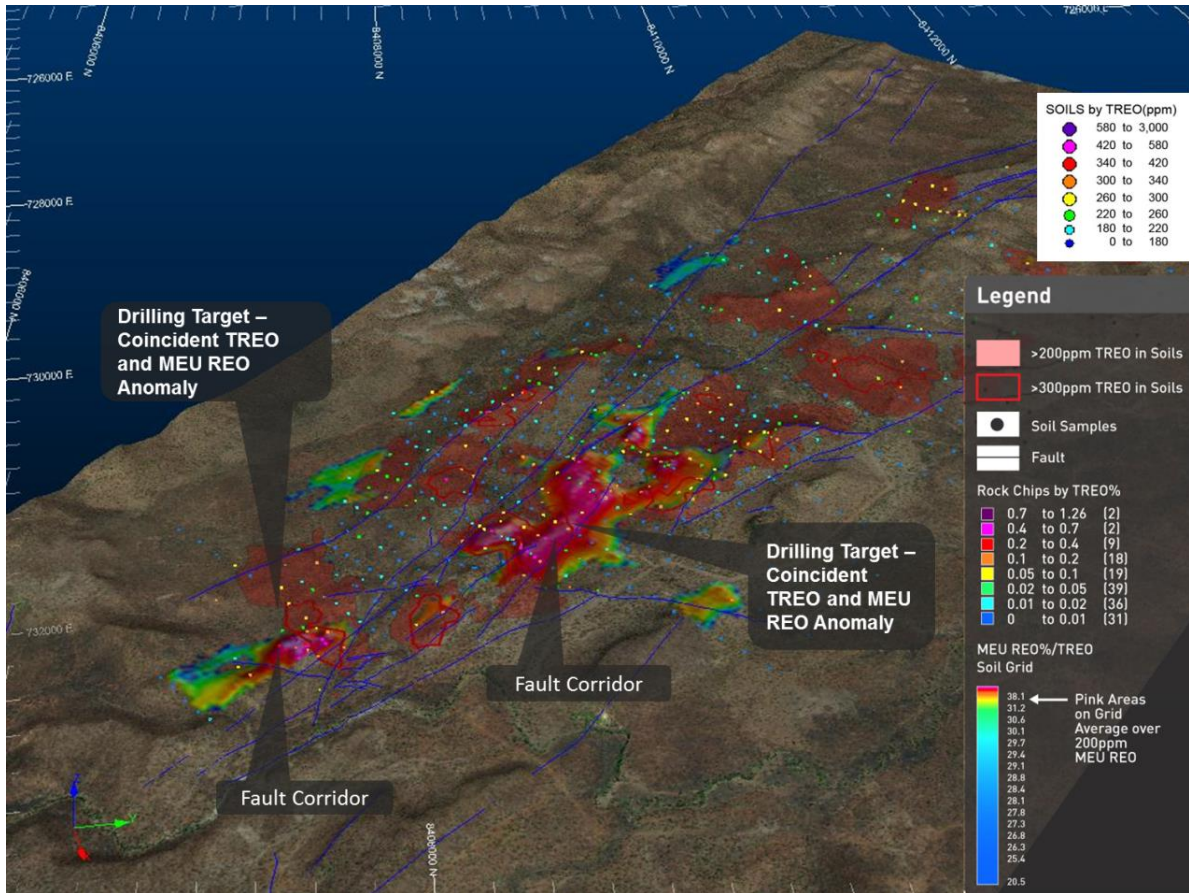 8406000 N
8408000 N
8410000 N
8412000 N
726000 E
726000 E
728000 E
8406000 N
730000 E
732000 E
8408000 N
SOILS by TREO(ppm)
580 to 3,000
420 to 580
340 to 420
300 to 340
260 to 300
220 to 260
180 to 220
0 to 180
Drilling Target –
Coincident TREO
and MEU REO
Anomaly
Drilling Target –
Coincident
TREO and MEU
REO Anomaly
Fault Corridor
Fault Corridor
Z
Y
Legend
>200ppm TREO in Soils
>300ppm TREO in Soils
Soil Samples
Fault
Rock Chips by TREO%
0.7 to 1.26 (2)
0.4 to 0.7 (2)
0.2 to 0.4 (9)
0.1 to 0.2 (18)
0.05 to 0.1 (19)
0.02 to 0.05 (39)
0.01 to 0.02 (36)
0 to 0.01 (31)
MEU REO%/TREO
Soil Grid
38.1
31.2
30.6
30.1
29.7
29.4
29.1
28.8
28.4
28.1
27.8
27.3
26.8
26.3
25.4
20.5
Pink Areas
on Grid
Average over
200ppm
MEU REO